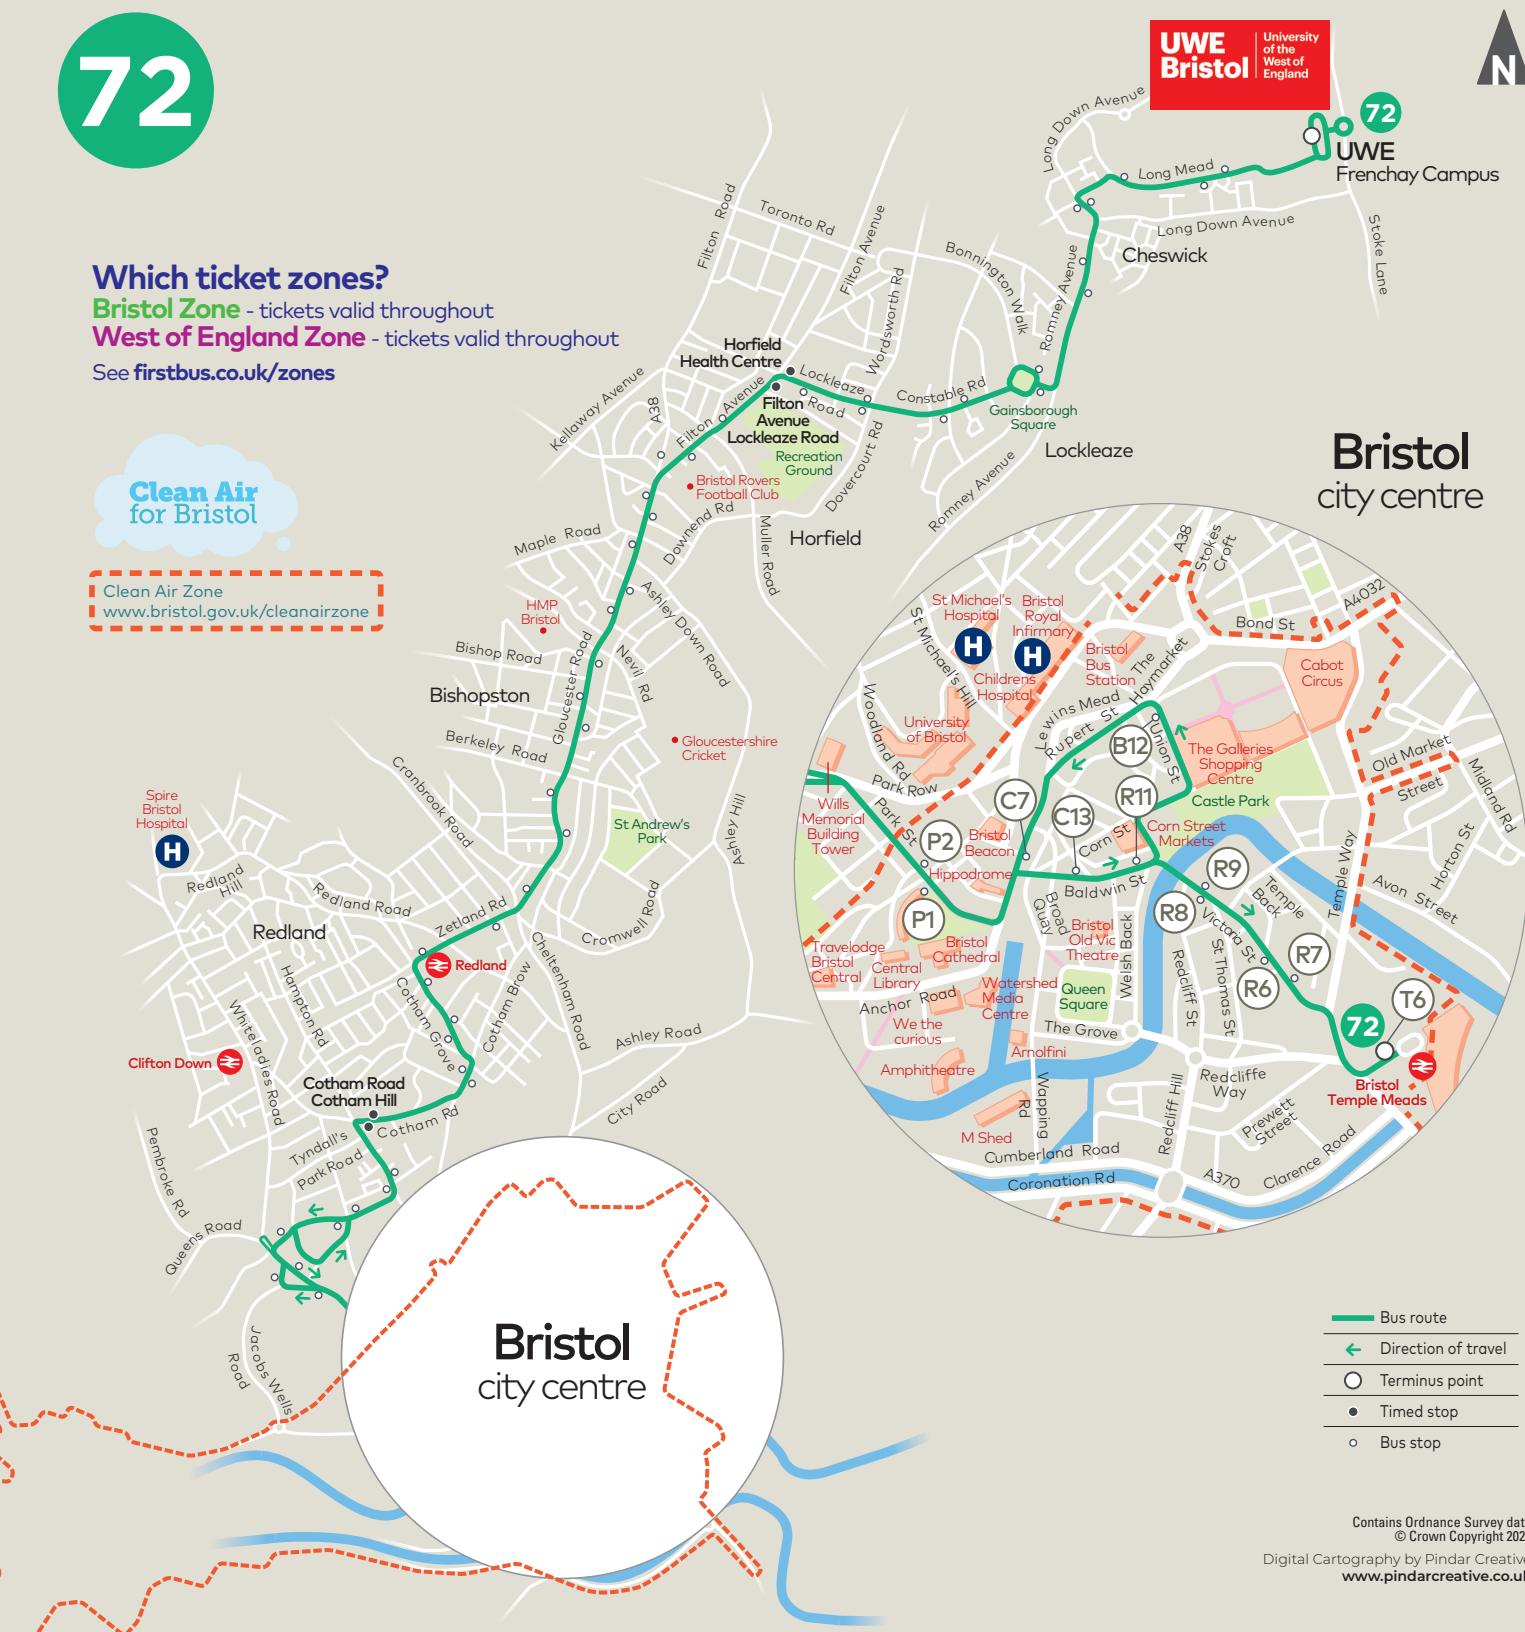 72
UWE
Bristol
University
of the
West of
England
N
72
UWE
Frenchay Campus
Long Down Avenue
Long Down Avenue
Long Mead
Long Down Avenue
Cheswick
Stoke Lane
Filton Road
Toronto Rd
Filton Avenue
Bonnington Walk
Romney Avenue
Wordsworth Rd
Which ticket zones?
Bristol Zone - tickets valid throughout
West of England Zone - tickets valid throughout
See firstbus.co.uk/zones
Horfield
Health Centre
Lockleaze
Road
Constable Rd
Gainsborough
Square
Lockleaze
Kellaway Avenue
A38
Filton Avenue
Filton
Avenue
Lockleaze Road
Recreation
Ground
Dovercourt Rd
Romney Avenue
Bristol Rovers
Football Club
Downend Rd
Muller Road
Horfield
Clean Air
for Bristol
Clean Air Zone
www.bristol.gov.uk/cleanairzone
Maple Road
HMP
Bristol
Ashley Down Road
Bishop Road
Nevil Rd
Gloucester Road
Bishopston
Berkeley Road
Gloucestershire
Cricket
Cranbrook Road
St Andrew's
Park
Ashley Hill
Spire
Bristol
Hospital
H
Redland
Hill
Redland Road
Redland
Zetland Rd
Cromwell Road
Redland
Cheltenham Road
Hampton Rd
Cotham Grove
Cotham Brow
Whiteladies Road
Ashley Road
Clifton Down
Cotham Road
Cotham Hill
Cotham Rd
City Road
Tyndall's
Park Road
Pembroke Rd
Queens Road
Jacobs Wells
Road
Bristol
city centre
Bristol
city centre
A38
Stokes
Croft
A4032
Bond St
St Michael's
Hospital
Bristol
Royal
Infirmary
H
H
Childrens
Hospital
St Michael's Hill
Bristol
Bus
Station
The
Haymarket
Cabot
Circus
Lewins Mead
Rupert St
Union St
B12
University
of Bristol
Woodland Rd
Park Row
The Galleries
Shopping
Centre
Castle Park
Old Market
Street
Midland Rd
Wills
Memorial
Building
Tower
Park St
C7
C13
R11
P2
Bristol
Beacon
Corn St
Corn Street
Markets
Hippodrome
Baldwin St
R9
R8
P1
Broad
Quay
Bristol
Old Vic
Theatre
Welsh Back
Victoria St
Temple
Back
Temple Way
Avon Street
Horton St
Travelodge
Bristol
Central
Central
Library
Bristol
Cathedral
Watershed
Media
Centre
Queen
Square
Redcliff St
St Thomas St
R7
R6
T6
72
Anchor Road
We the
curious
The Grove
Arnolfini
Amphitheatre
Wapping
Rd
M Shed
Redcliffe
Way
Redcliff Hill
Prewett
Street
Bristol
Temple Meads
Cumberland Road
Coronation Rd
A370
Clarence Road
Bus route
Direction of travel
Terminus point
Timed stop
Bus stop
Contains Ordnance Survey dat
© Crown Copyright 202
Digital Cartography by Pindar Creative
www.pindarcreative.co.uk